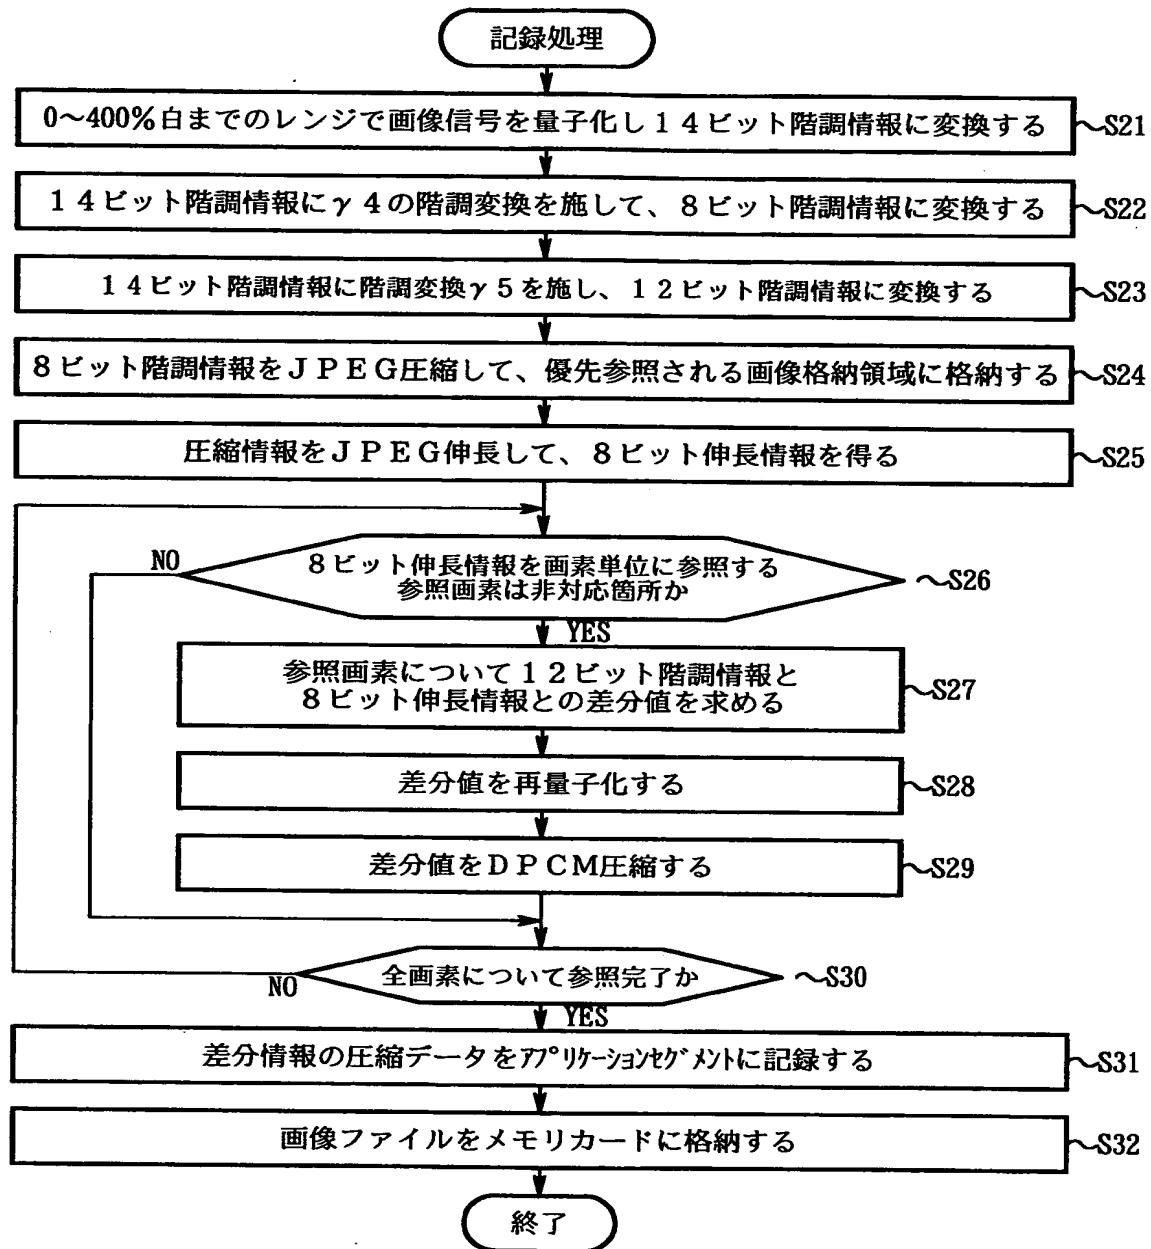 記録処理
0～400%白までのレンジで画像信号を量子化し１４ビット階調情報に変換する
S21
１４ビット階調情報にγ４の階調変換を施して、８ビット階調情報に変換する
S22
１４ビット階調情報に階調変換γ５を施し、１２ビット階調情報に変換する
S23
８ビット階調情報をＪＰＥＧ圧縮して、優先参照される画像格納領域に格納する
S24
圧縮情報をＪＰＥＧ伸長して、８ビット伸長情報を得る
S25
８ビット伸長情報を画素単位に参照する
参照画素は非対応箇所か
S26
NO
YES
参照画素について１２ビット階調情報と
８ビット伸長情報との差分値を求める
S27
差分値を再量子化する
S28
差分値をＤＰＣＭ圧縮する
S29
全画素について参照完了か
S30
NO
YES
差分情報の圧縮データをｱﾌﾟﾘｹｰｼｮﾝｾｸﾞﾒﾝﾄに記録する
S31
画像ファイルをメモリカードに格納する
S32
終了